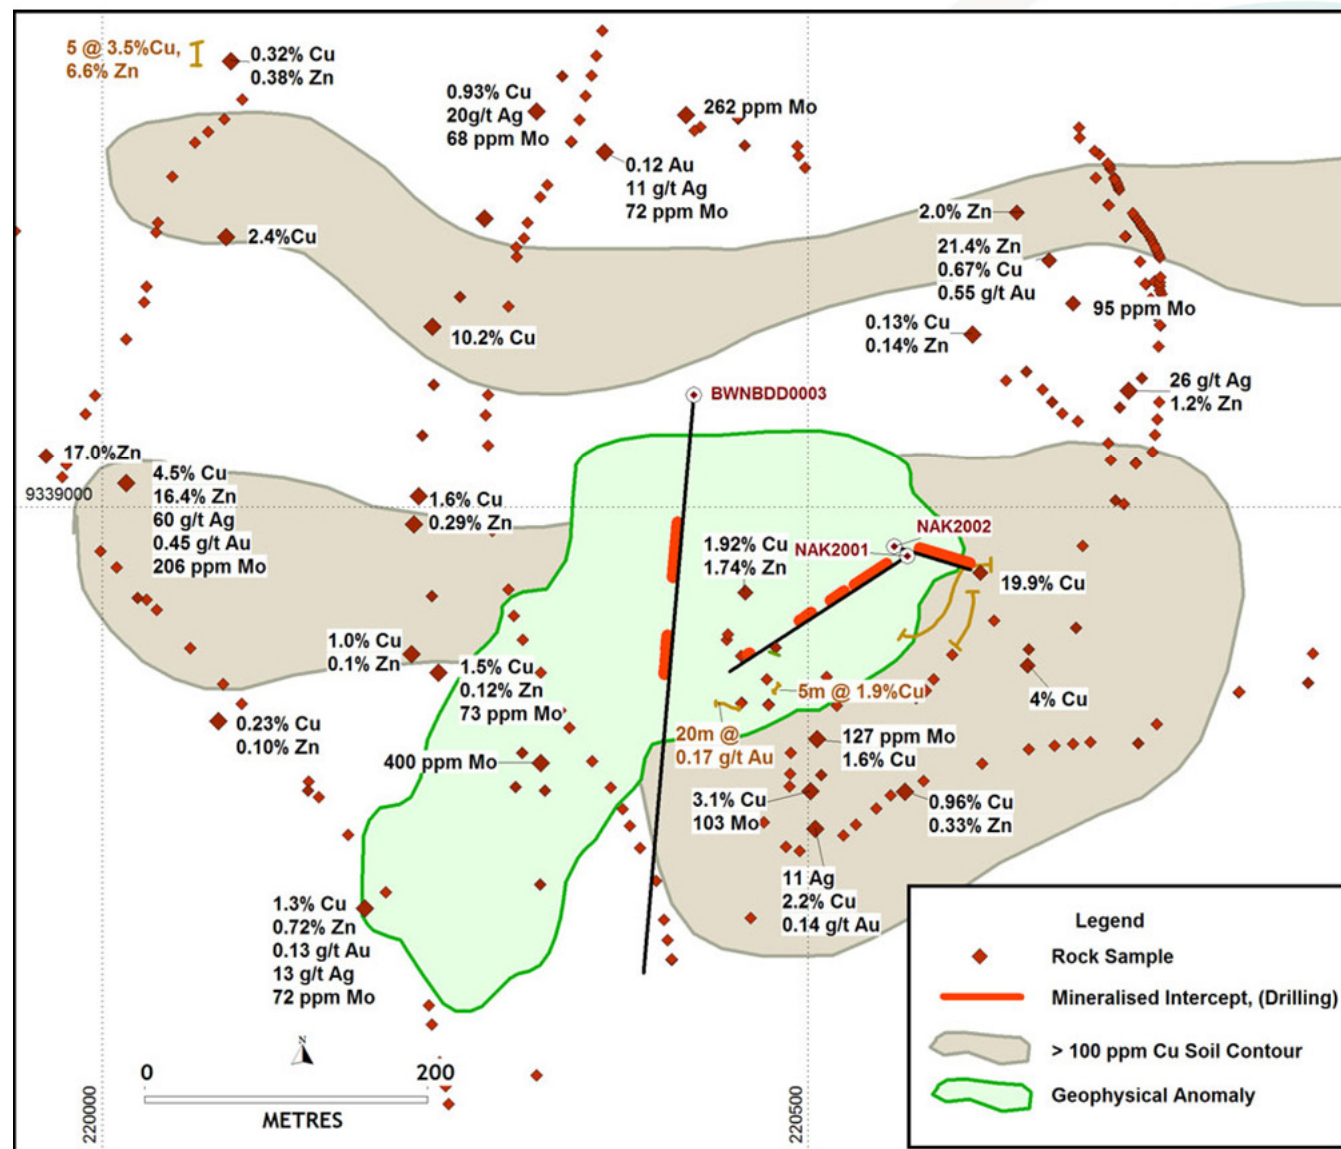 5 @ 3.5%Cu,
6.6% Zn
0.32% Cu
0.38% Zn
0.93% Cu
20g/t Ag
68 ppm Mo
262 ppm Mo
0.12 Au
11 g/t Ag
72 ppm Mo
2.4%Cu
2.0% Zn
21.4% Zn
0.67% Cu
0.55 g/t Au
95 ppm Mo
0.13% Cu
0.14% Zn
10.2% Cu
26 g/t Ag
1.2% Zn
BWNBDD0003
17.0%Zn
9339000
4.5% Cu
16.4% Zn
60 g/t Ag
0.45 g/t Au
206 ppm Mo
1.6% Cu
0.29% Zn
NAK2002
NAK2001
1.92% Cu
1.74% Zn
19.9% Cu
1.0% Cu
0.1% Zn
1.5% Cu
0.12% Zn
73 ppm Mo
4% Cu
5m @ 1.9%Cu
0.23% Cu
0.10% Zn
20m @
0.17 g/t Au
127 ppm Mo
1.6% Cu
400 ppm Mo
3.1% Cu
103 Mo
0.96% Cu
0.33% Zn
11 Ag
2.2% Cu
0.14 g/t Au
1.3% Cu
0.72% Zn
0.13 g/t Au
13 g/t Ag
72 ppm Mo
N
0
200
METRES
220000
220500
Legend
Rock Sample
Mineralised Intercept, (Drilling)
> 100 ppm Cu Soil Contour
Geophysical Anomaly